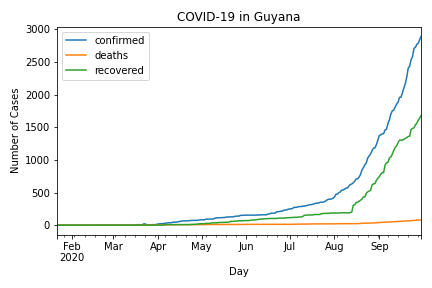 COVID-19 in Guyana
confirmed
deaths
recovered
3000
2500
2000
1500
1000
500
0
Number of Cases
Feb Mar Apr May Jun Jul Aug Sep
2020
Day